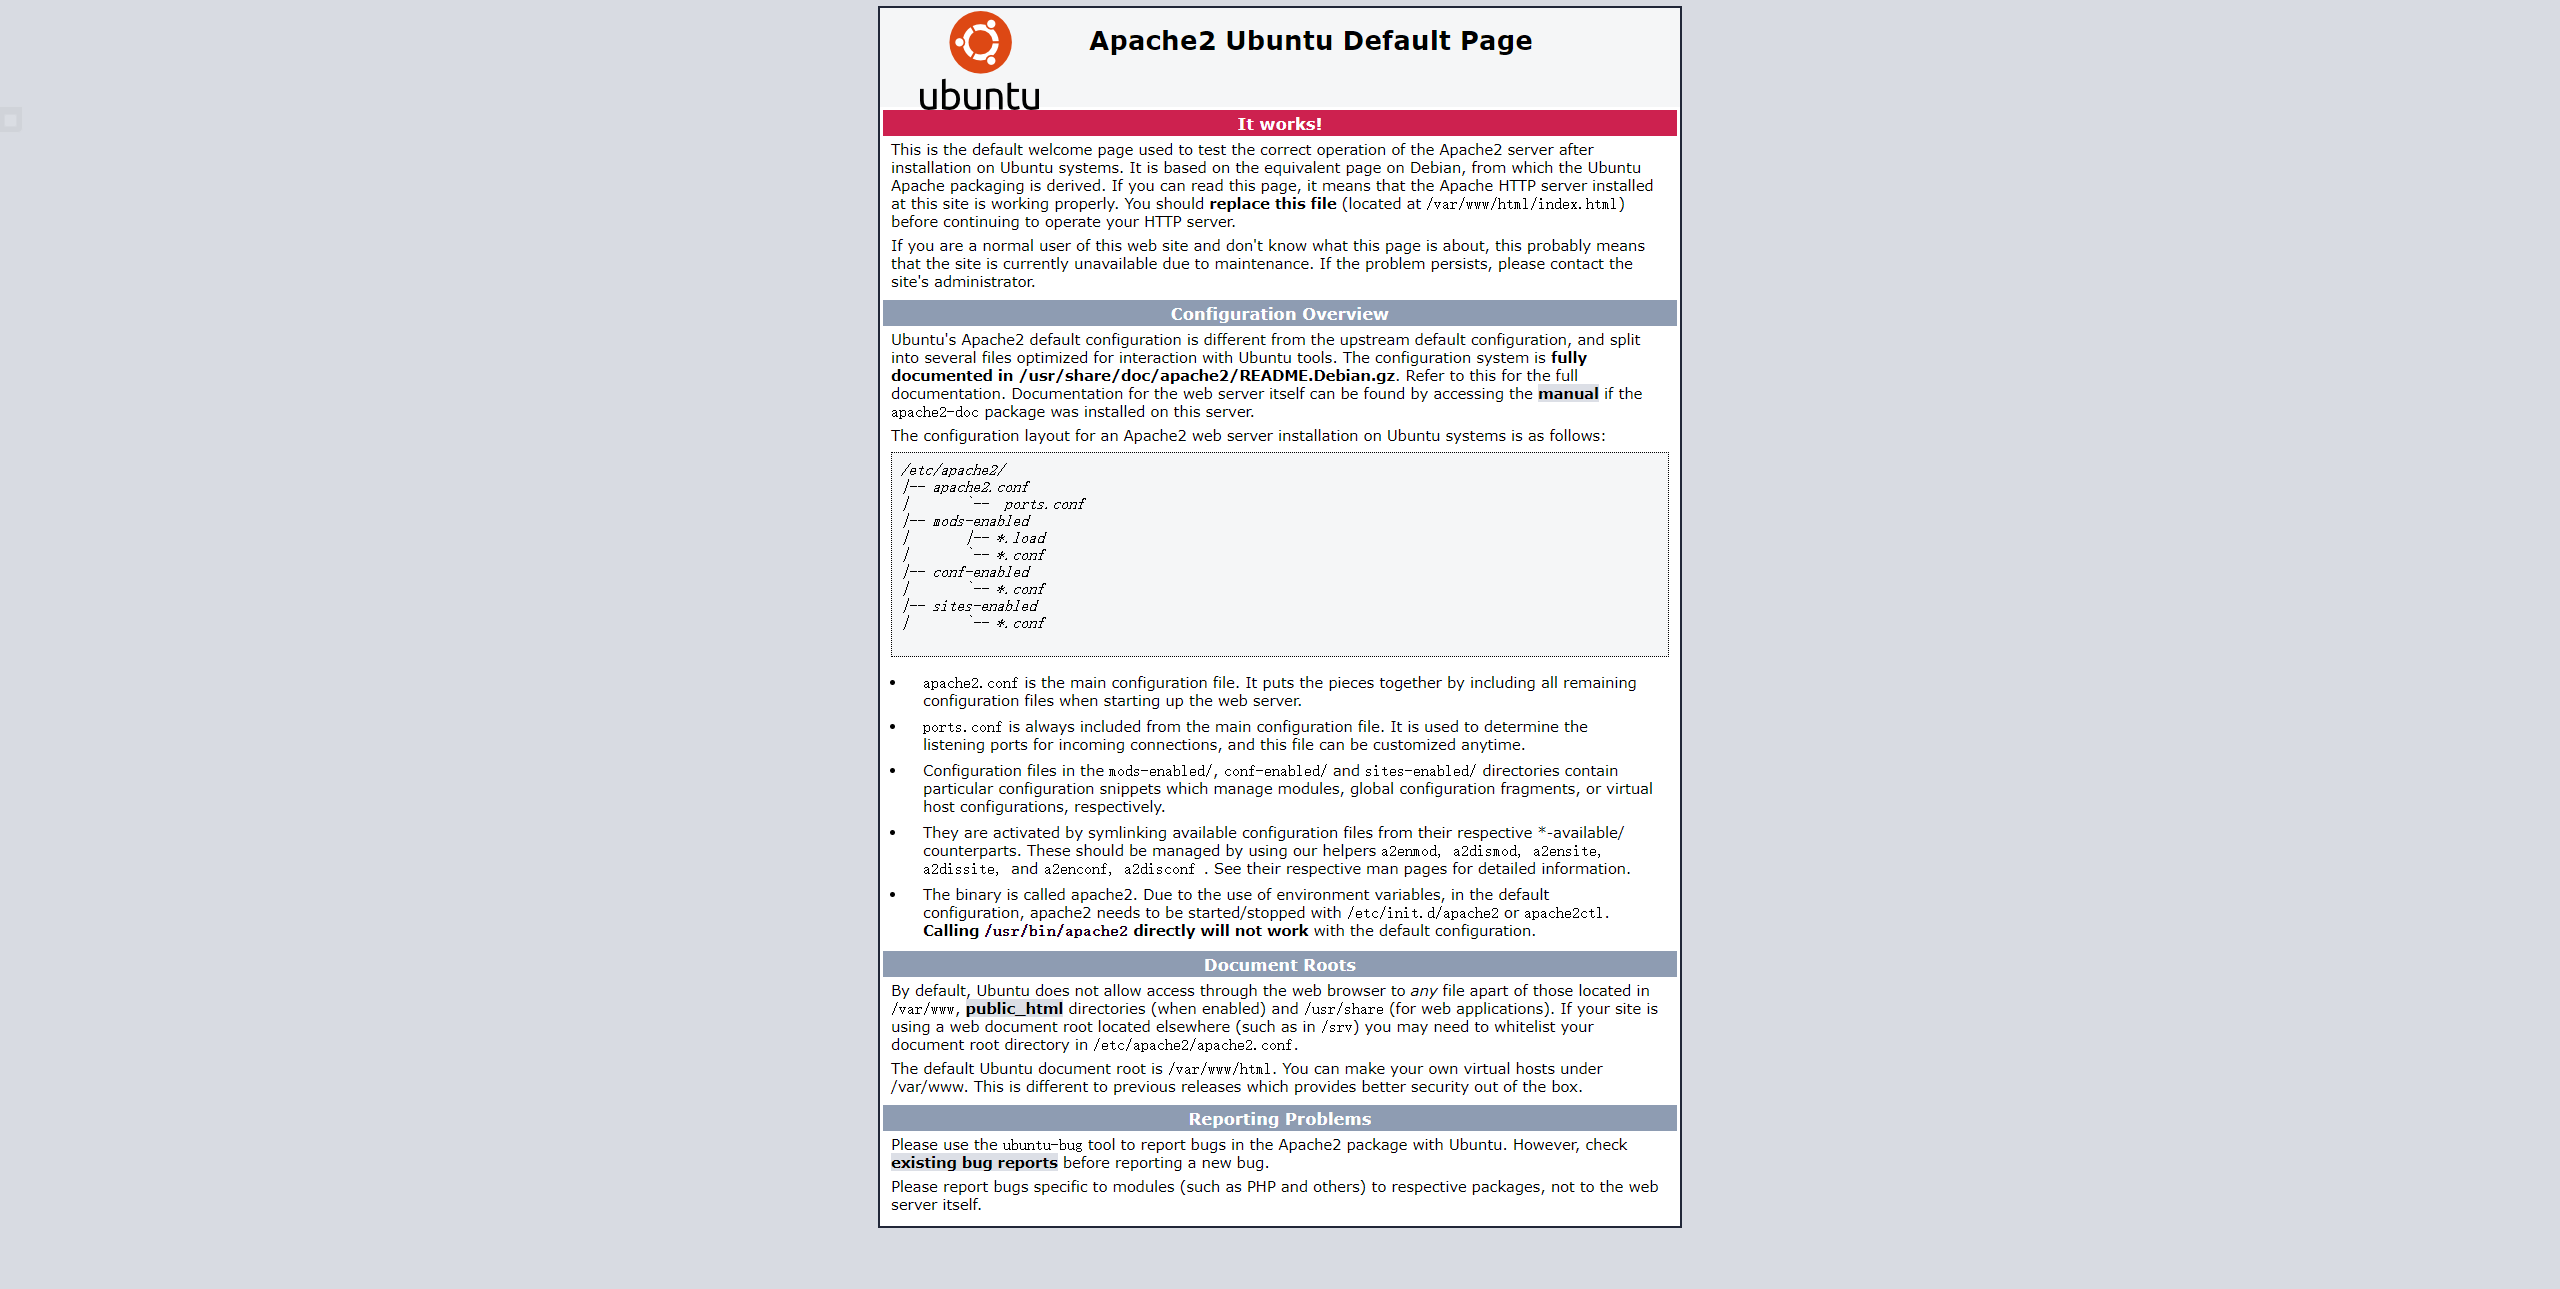 ubuntu
Apache2 Ubuntu Default Page
It works!
This is the default welcome page used to test the correct operation of the Apache2 server after
installation on Ubuntu systems. It is based on the equivalent page on Debian, from which the Ubuntu
Apache packaging is derived. If you can read this page, it means that the Apache HTTP server installed
at this site is working properly. You should replace this file (located at /var/www/html/index.html)
before continuing to operate your HTTP server.
If you are a normal user of this web site and don't know what this page is about, this probably means
that the site is currently unavailable due to maintenance. If the problem persists, please contact the
site's administrator.
Configuration Overview
Ubuntu's Apache2 default configuration is different from the upstream default configuration, and split
into several files optimized for interaction with Ubuntu tools. The configuration system is fully
documented in /usr/share/doc/apache2/README.Debian.gz. Refer to this for the full
documentation. Documentation for the web server itself can be found by accessing the manual if the
apache2-doc package was installed on this server.
The configuration layout for an Apache2 web server installation on Ubuntu systems is as follows:
/etc/apache2/
|-- apache2.conf
|       `--  ports.conf
|-- mods-enabled
|       |-- *.load
|       `-- *.conf
|-- conf-enabled
|       `-- *.conf
|-- sites-enabled
|       `-- *.conf
• apache2.conf is the main configuration file. It puts the pieces together by including all remaining
configuration files when starting up the web server.
• ports.conf is always included from the main configuration file. It is used to determine the
listening ports for incoming connections, and this file can be customized anytime.
• Configuration files in the mods-enabled/, conf-enabled/ and sites-enabled/ directories contain
particular configuration snippets which manage modules, global configuration fragments, or virtual
host configurations, respectively.
• They are activated by symlinking available configuration files from their respective *-available/
counterparts. These should be managed by using our helpers a2enmod, a2dismod, a2ensite,
a2dissite, and a2enconf, a2disconf . See their respective man pages for detailed information.
• The binary is called apache2. Due to the use of environment variables, in the default
configuration, apache2 needs to be started/stopped with /etc/init.d/apache2 or apache2ctl.
Calling /usr/bin/apache2 directly will not work with the default configuration.
Document Roots
By default, Ubuntu does not allow access through the web browser to any file apart of those located in
/var/www, public_html directories (when enabled) and /usr/share (for web applications). If your site is
using a web document root located elsewhere (such as in /srv) you may need to whitelist your
document root directory in /etc/apache2/apache2.conf.
The default Ubuntu document root is /var/www/html. You can make your own virtual hosts under
/var/www. This is different to previous releases which provides better security out of the box.
Reporting Problems
Please use the ubuntu-bug tool to report bugs in the Apache2 package with Ubuntu. However, check
existing bug reports before reporting a new bug.
Please report bugs specific to modules (such as PHP and others) to respective packages, not to the web
server itself.